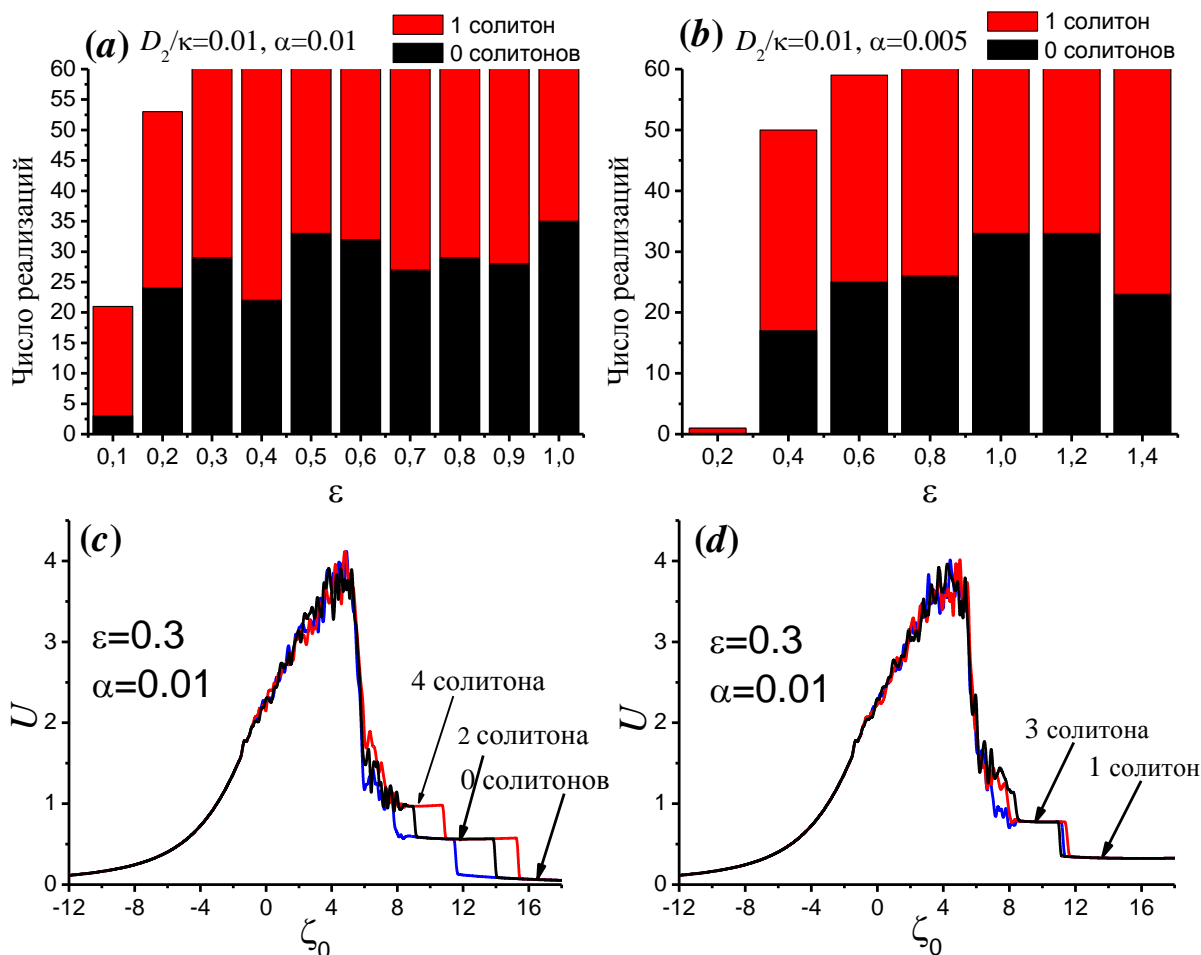 (a) D₂/κ=0.01, α=0.01
1 солитон
0 солитонов
60
55
50
45
40
35
30
25
20
15
10
5
0
Число реализаций
0,1 0,2 0,3 0,4 0,5 0,6 0,7 0,8 0,9 1,0
ε
(b) D₂/κ=0.01, α=0.005
1 солитон
0 солитонов
60
50
40
30
20
10
0
Число реализаций
0,2 0,4 0,6 0,8 1,0 1,2 1,4
ε
(c)
ε=0.3
α=0.01
4 солитона
2 солитона
0 солитонов
4
3
2
1
0
U
-12 -8 -4 0 4 8 12 16
ζ₀
(d)
ε=0.3
α=0.01
3 солитона
1 солитон
4
3
2
1
0
U
-12 -8 -4 0 4 8 12 16
ζ₀